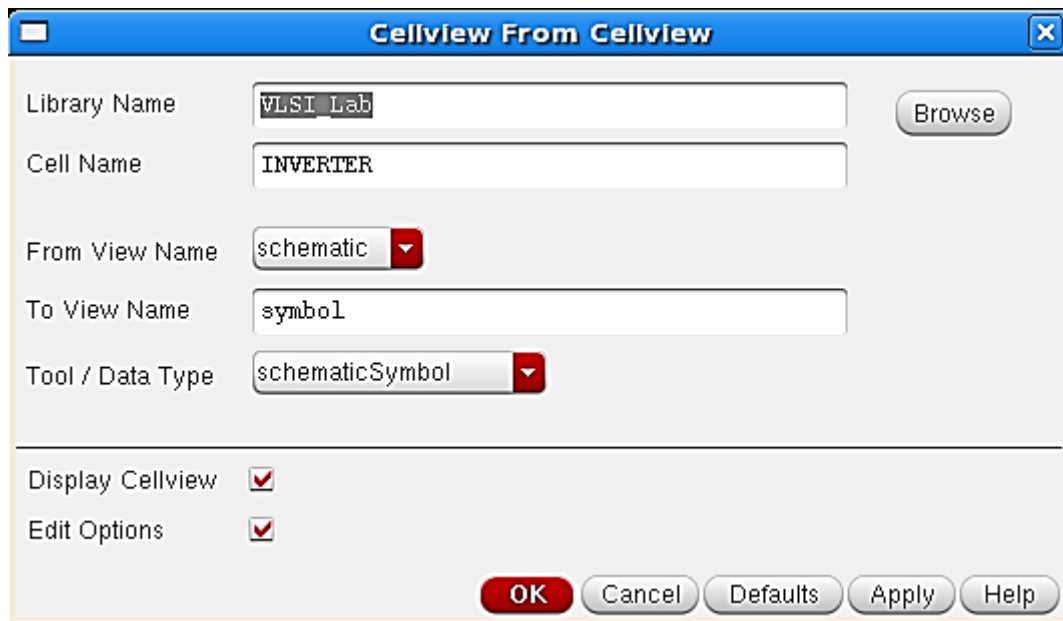 Cellview From Cellview
Library Name VLSI_Lab Browse
Cell Name INVERTER
From View Name schematic
To View Name symbol
Tool / Data Type schematicSymbol
Display Cellview
Edit Options
OK Cancel Defaults Apply Help